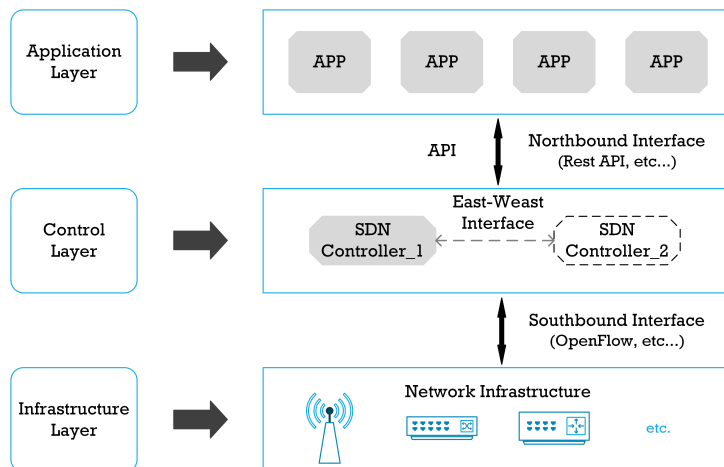 Application
Layer
APP
APP
APP
APP
API
Northbound Interface
(Rest API, etc...)
Control
Layer
East-Weast
Interface
SDN
Controller_1
SDN
Controller_2
Southbound Interface
(OpenFlow, etc...)
Infrastructure
Layer
Network Infrastructure
etc.